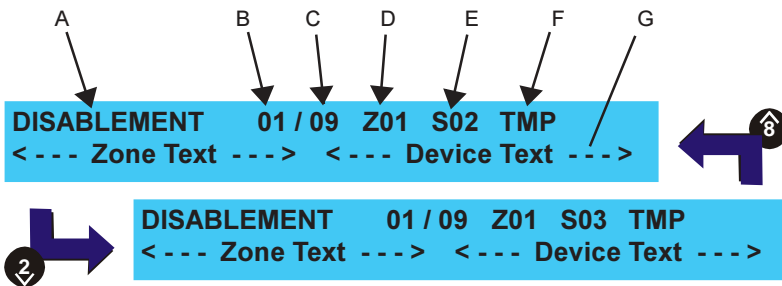 A B C D E F G
DISABLEMENT 01 / 09 Z01 S02 TMP
< - - - Zone Text - - - > < - - - Device Text - - - >
8
DISABLEMENT 01 / 09 Z01 S03 TMP
< - - - Zone Text - - - > < - - - Device Text - - - >
2